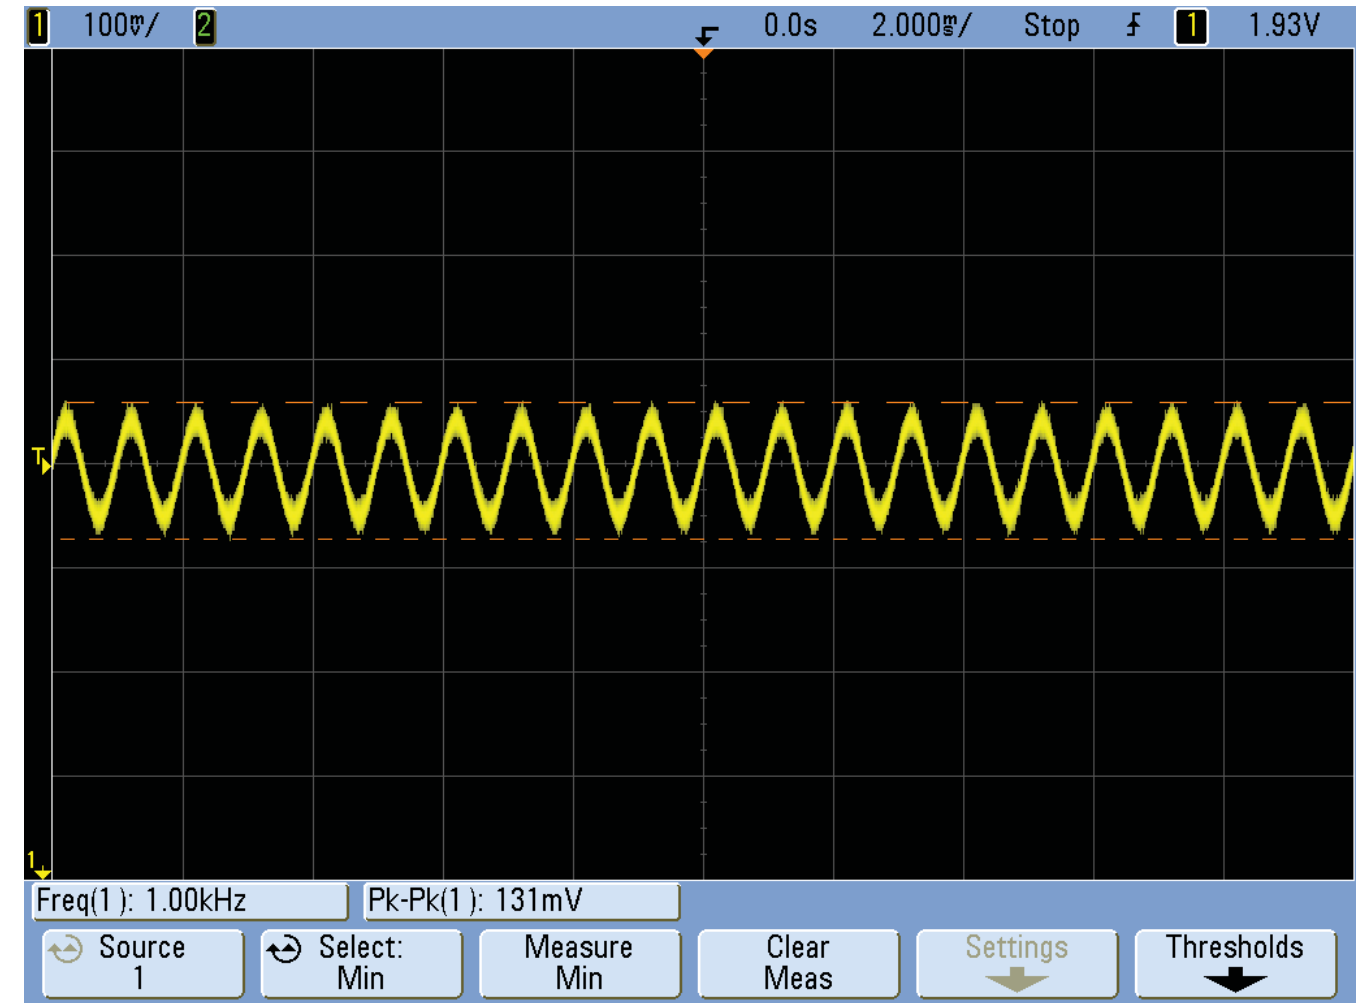 1 100mV/ 2 0.0s 2.000ms/ Stop 1 1.93V
T
1
Freq(1): 1.00kHz Pk-Pk(1): 131mV
Source Select: Measure Clear Settings Thresholds
1 Min Min Meas